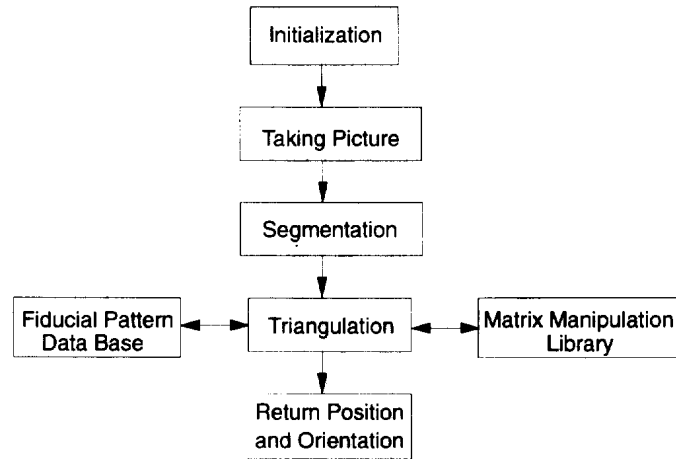 Initialization
Taking Picture
Segmentation
Fiducial Pattern
Data Base
Triangulation
Matrix Manipulation
Library
Return Position
and Orientation